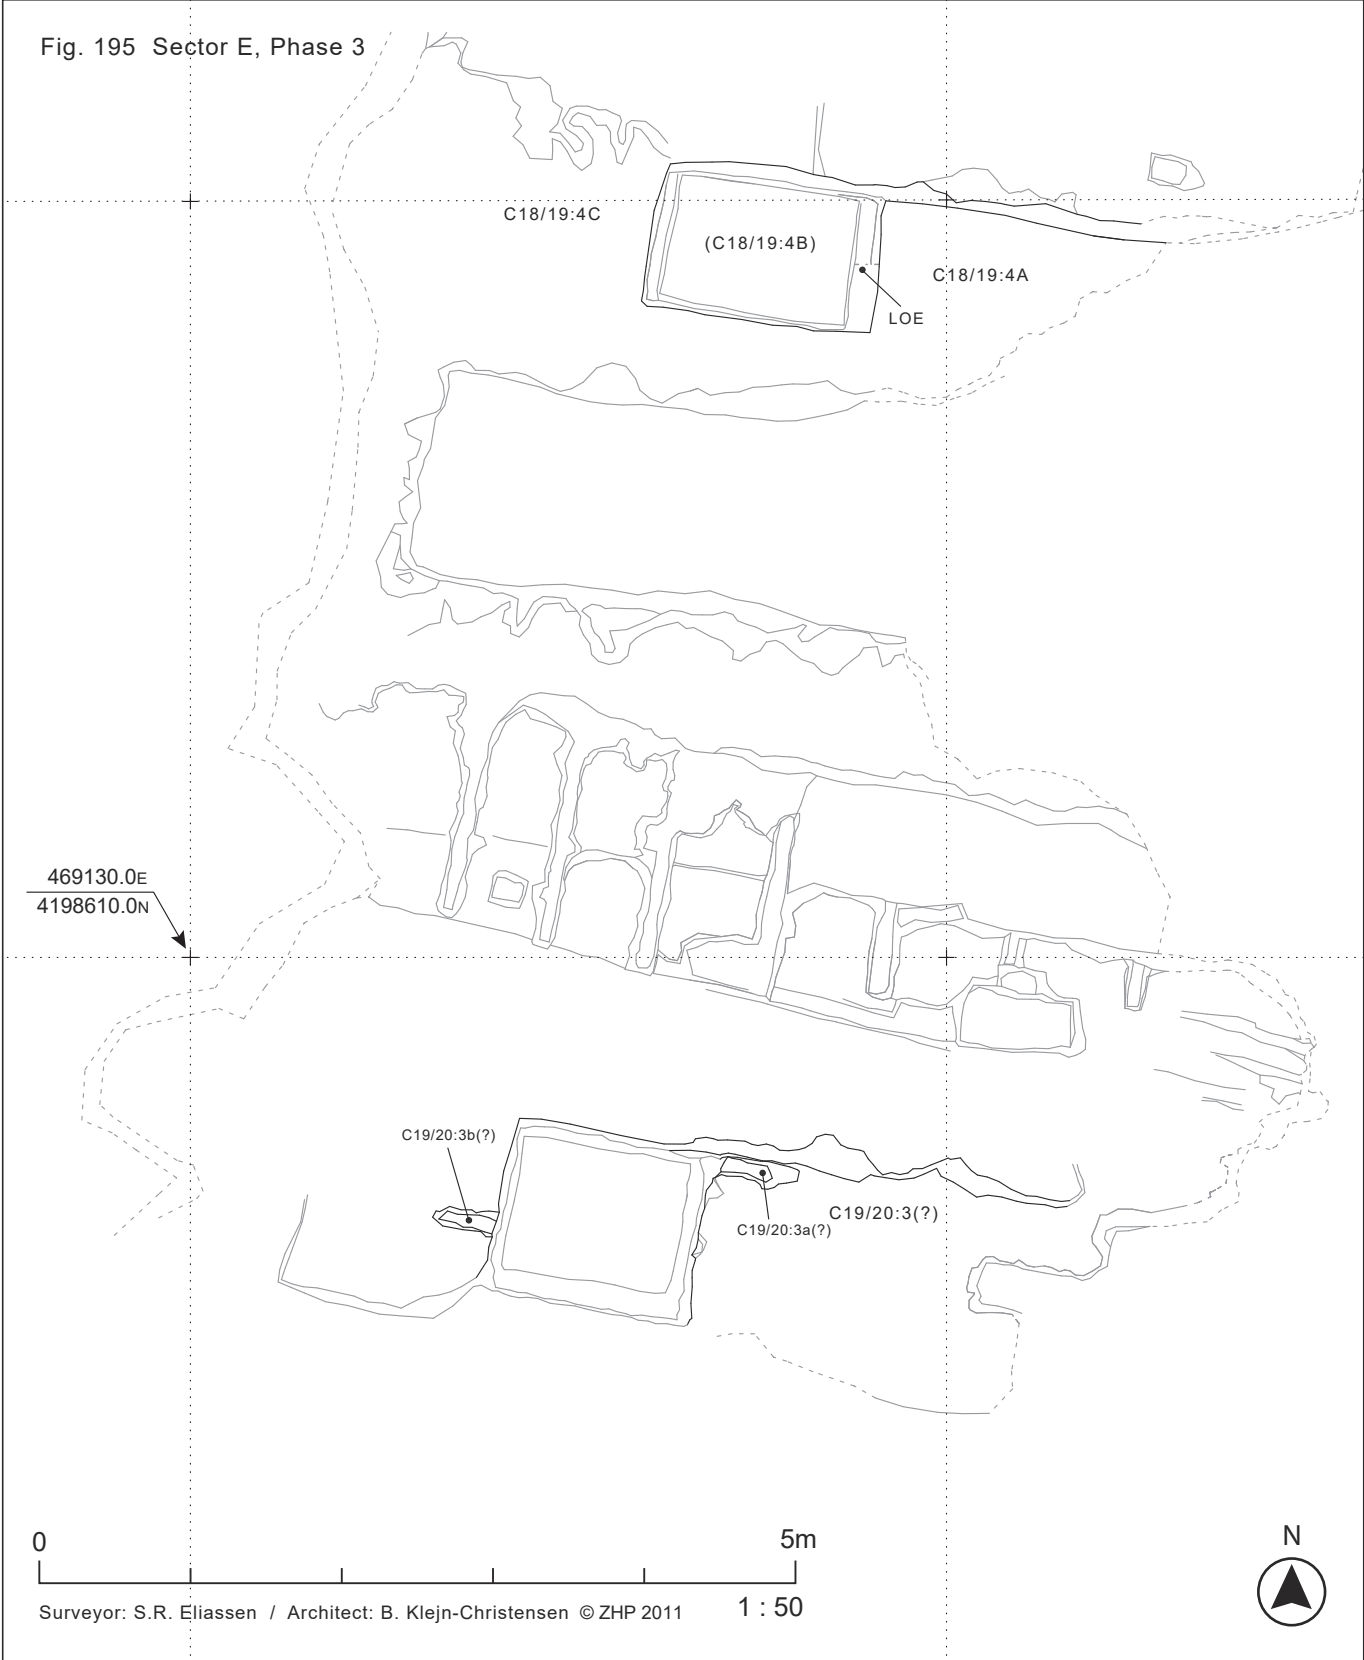 Fig. 195 Sector E, Phase 3
C18/19:4C
(C18/19:4B)
C18/19:4A
LOE
469130.0E
4198610.0N
C19/20:3b(?)
C19/20:3(?)
C19/20:3a(?)
0 5m
N
Surveyor: S.R. Eliassen / Architect: B. Klejn-Christensen © ZHP 2011 1 : 50